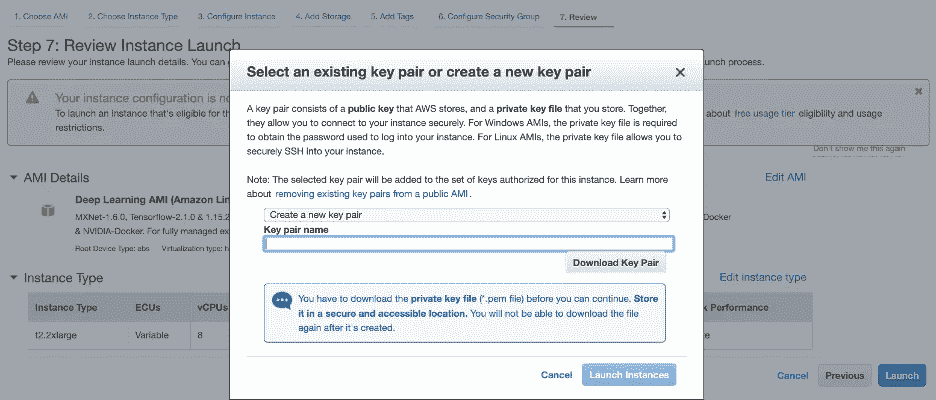 1. Choose AMI 2. Choose Instance Type 3. Configure Instance 4. Add Storage 5. Add Tags 6. Configure Security Group 7. Review
Step 7: Review Instance Launch
Please review your instance launch details. You can g
unch process.
Select an existing key pair or create a new key pair
Your instance configuration is no
To launch an instance that's eligible for the
about free usage tier eligibility and usage
restrictions.
Don't show me this again
A key pair consists of a public key that AWS stores, and a private key file that you store. Together,
they allow you to connect to your instance securely. For Windows AMIs, the private key file is required
to obtain the password used to log into your instance. For Linux AMIs, the private key file allows you to
securely SSH into your instance.
Note: The selected key pair will be added to the set of keys authorized for this instance. Learn more
about removing existing key pairs from a public AMI .
Create a new key pair
Key pair name
Download Key Pair
You have to download the private key file (*.pem file) before you can continue. Store
it in a secure and accessible location. You will not be able to download the file
again after it's created.
Cancel Launch Instances
AMI Details
Edit AMI
Deep Learning AMI (Amazon Lin
MXNet-1.6.0, Tensorflow-2.1.0 & 1.15.2
Docker
& NVIDIA-Docker. For fully managed ex
Root Device Type: ebs Virtualization type: h
Instance Type
Edit instance type
Instance Type ECUs vCPUs
k Performance
t2.2xlarge Variable 8
Cancel Previous Launch